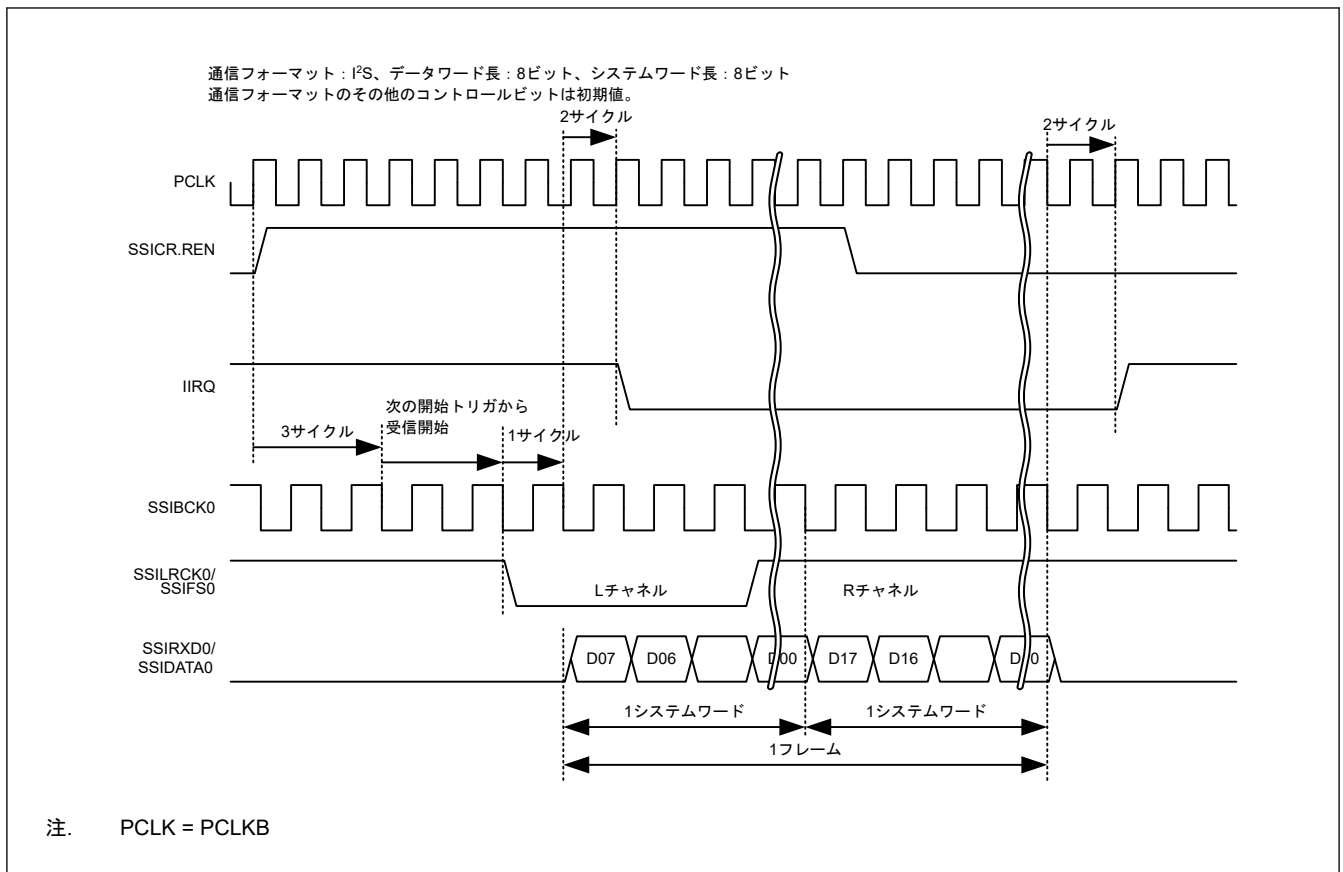 通信フォーマット：I²S、データワード長：8ビット、システムワード長：8ビット
通信フォーマットのその他のコントロールビットは初期値。
2サイクル
2サイクル
PCLK
SSICR.REN
IIRQ
次の開始トリガから
受信開始
3サイクル
1サイクル
SSIBCK0
SSILRCK0/
SSIFS0
Lチャネル
Rチャネル
SSIRXD0/
SSIDATA0
D07
D06
D00
D17
D16
1システムワード
1システムワード
1フレーム
注. PCLK = PCLKB